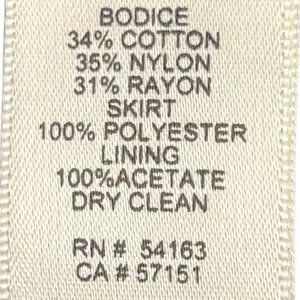 BODICE
34% COTTON
35% NYLON
31% RAYON
SKIRT
100% POLYESTER
LINING
100%ACETATE
DRY CLEAN
RN # 54163
CA # 57151